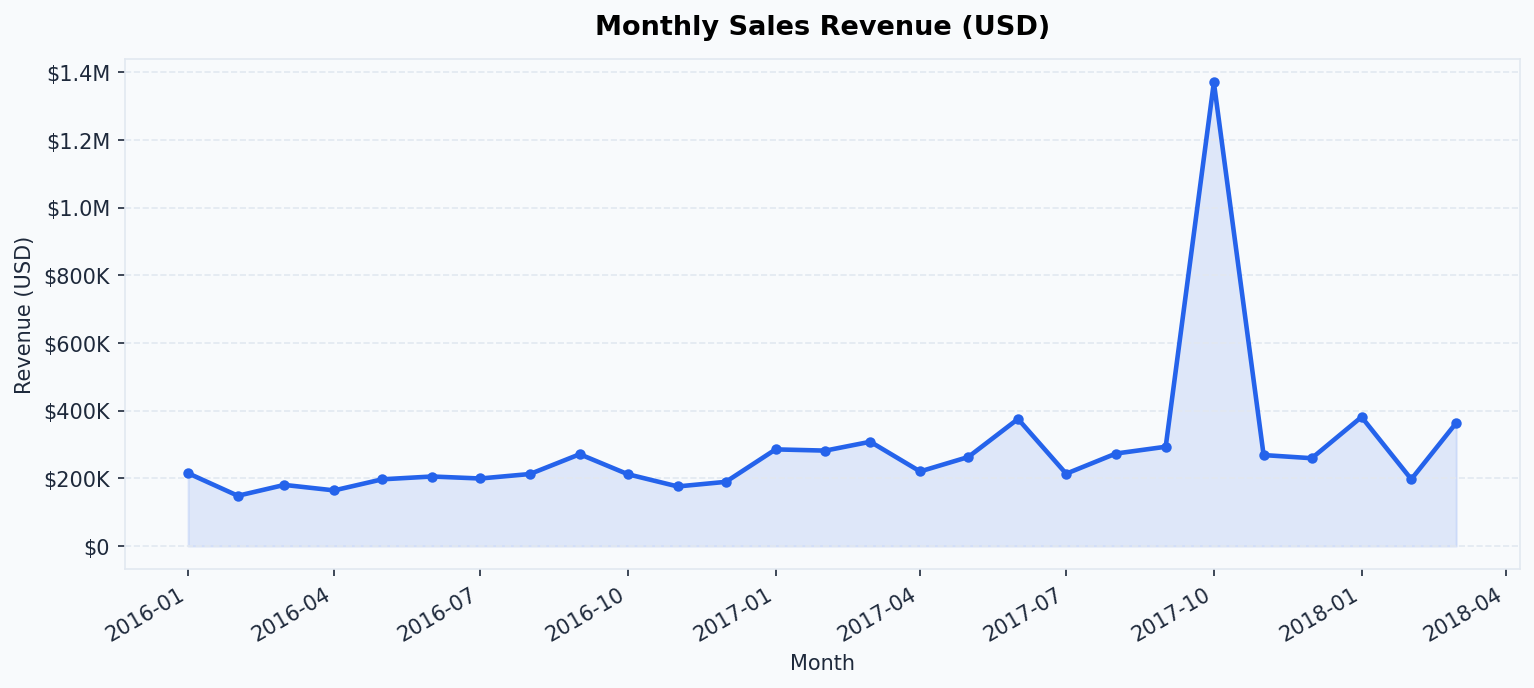 Monthly Sales Revenue (USD)
Revenue (USD)
$1.4M
$1.2M
$1.0M
$800K
$600K
$400K
$200K
$0
2016-01
2016-04
2016-07
2016-10
2017-01
2017-04
2017-07
2017-10
2018-01
2018-04
Month